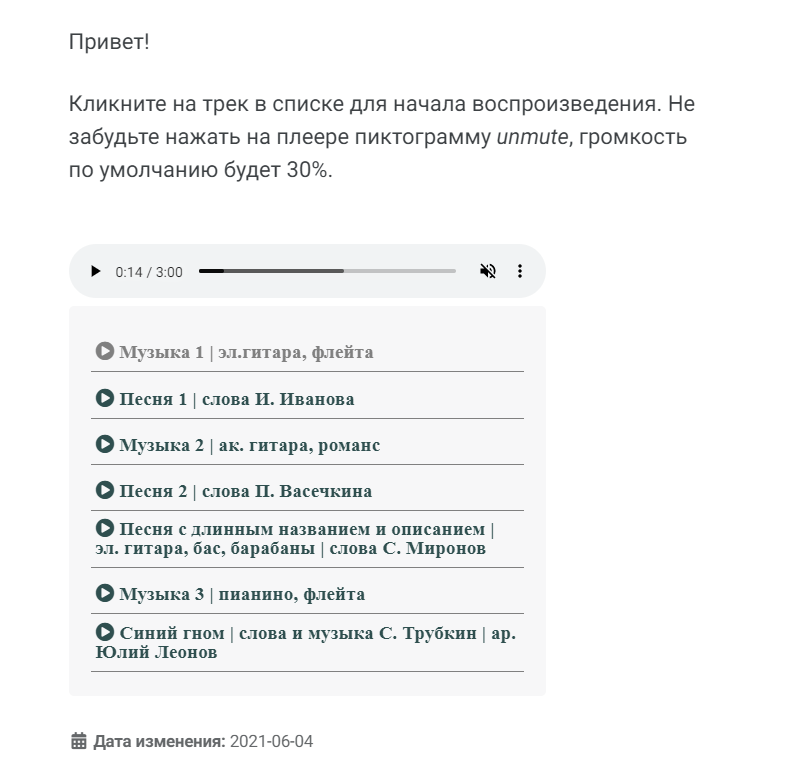 Привет!
Кликните на трек в списке для начала воспроизведения. Не
забудьте нажать на плеере пиктограмму unmute, громкость
по умолчанию будет 30%.
0:14 / 3:00
Музыка 1 | эл.гитара, флейта
Песня 1 | слова И. Иванова
Музыка 2 | ак. гитара, романс
Песня 2 | слова П. Васечкина
Песня с длинным названием и описанием |
эл. гитара, бас, барабаны | слова С. Миронов
Музыка 3 | пианино, флейта
Синий гном | слова и музыка С. Трубкин | ар.
Юлий Леонов
Дата изменения: 2021-06-04